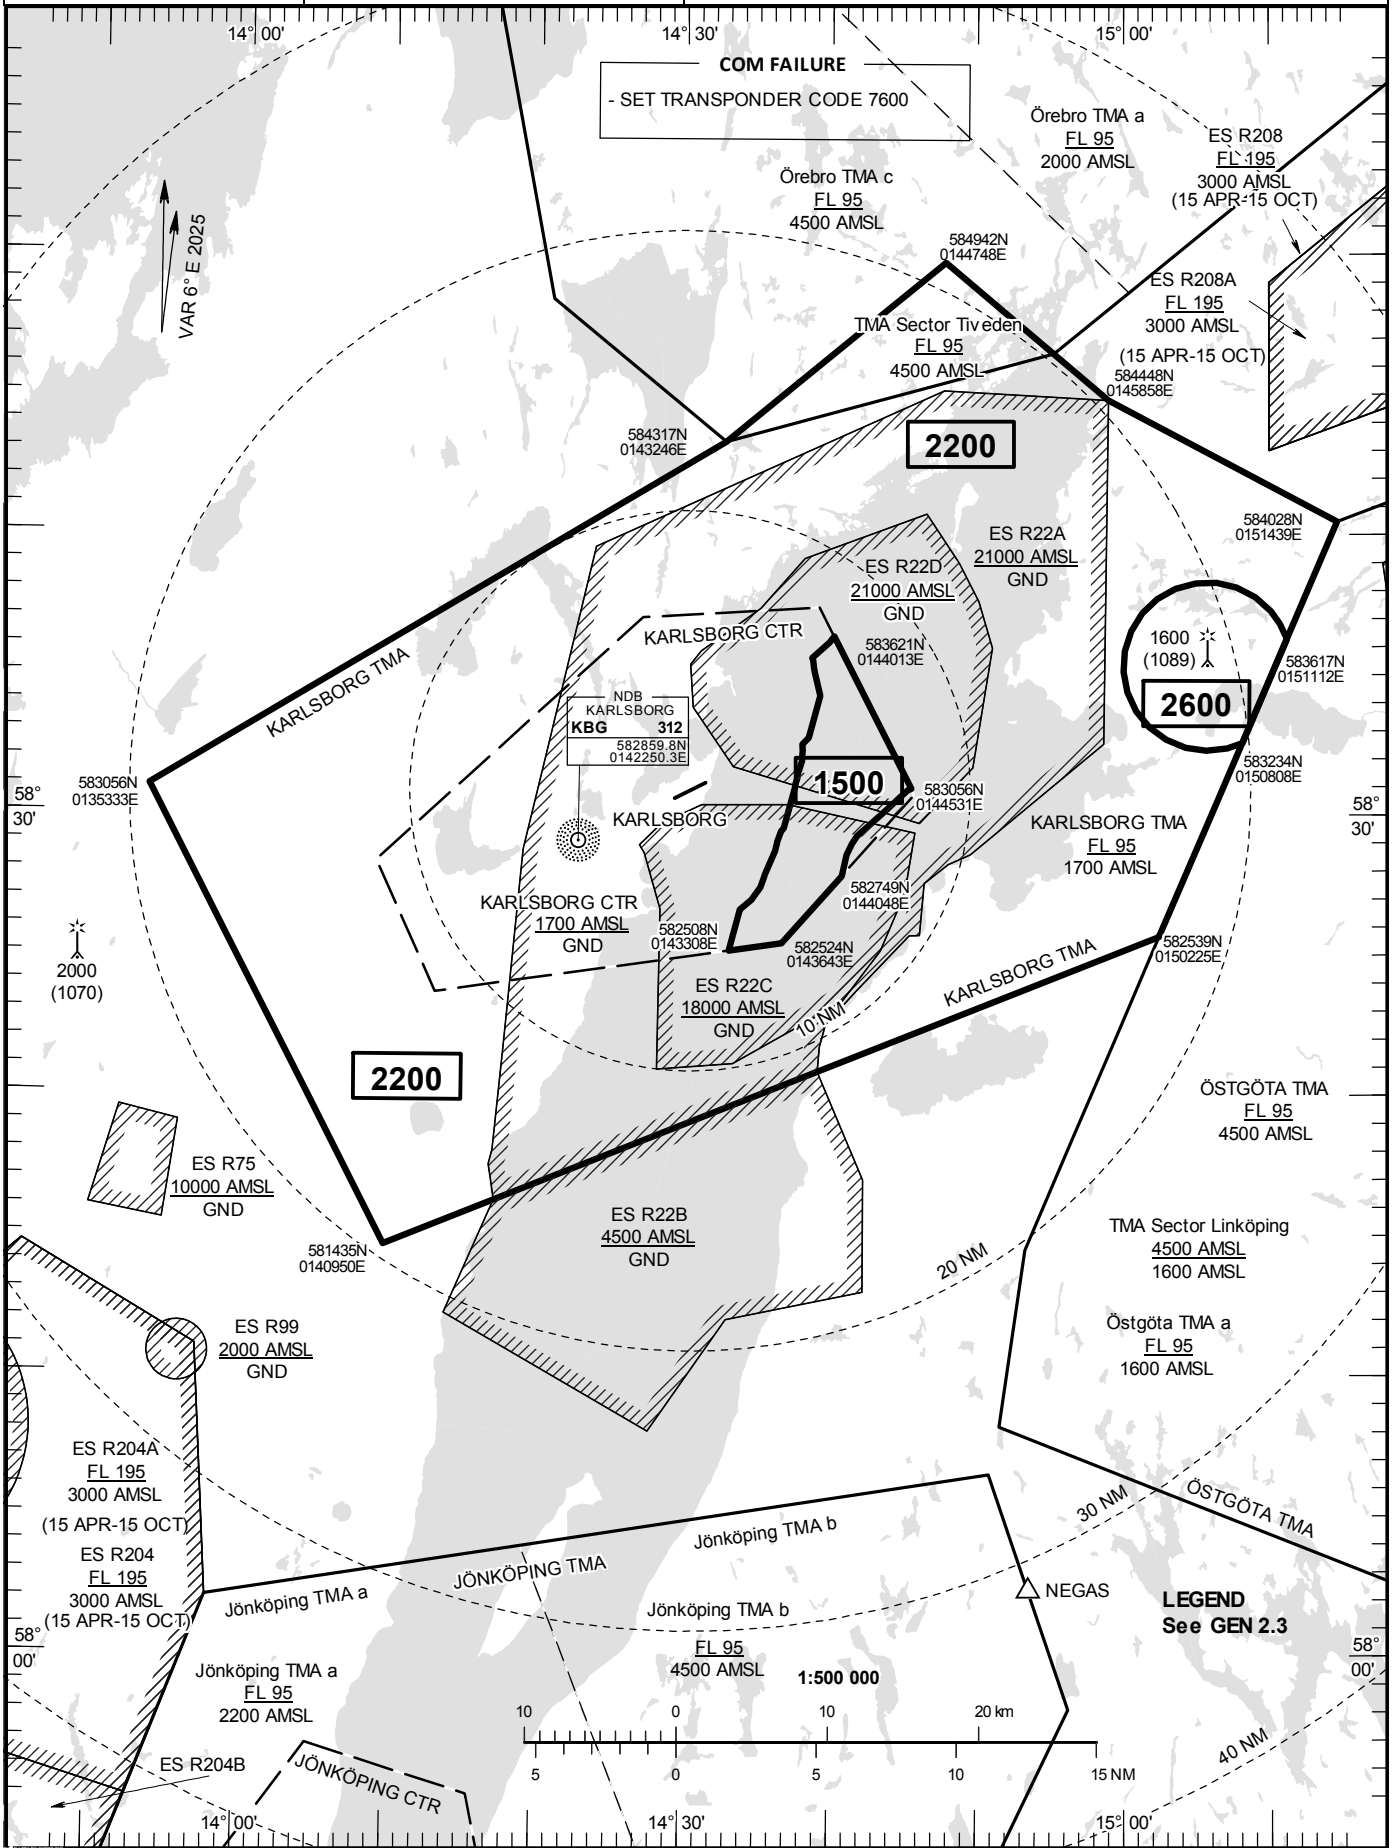 14°00'
14°30'
15°00'
COM FAILURE
- SET TRANSPONDER CODE 7600
Örebro TMA a
FL 95
2000 AMSL
ES R208
FL 195
3000 AMSL
(15 APR-15 OCT)
Örebro TMA c
FL 95
4500 AMSL
VAR 6° E 2025
584942N
0144748E
ES R208A
FL 195
3000 AMSL
(15 APR-15 OCT)
TMA Sector Tiveden
FL 95
4500 AMSL
584448N
0145858E
584317N
0143246E
2200
584028N
0151439E
ES R22A
21000 AMSL
GND
ES R22D
21000 AMSL
GND
KARLSBORG CTR
1600
(1089)
583621N
0144013E
KARLSBORG TMA
583617N
0151112E
NDB
KARLSBORG
KBG 312
582859.8N
0142250.3E
2600
583234N
0150808E
583056N
0135333E
1500
583056N
0144531E
58°
30'
58°
30'
KARLSBORG
KARLSBORG TMA
FL 95
1700 AMSL
582749N
0144048E
KARLSBORG CTR
1700 AMSL
GND
582508N
0143308E
582524N
0143643E
582539N
0150225E
2000
(1070)
KARLSBORG TMA
ES R22C
18000 AMSL
GND
10 NM
2200
ÖSTGÖTA TMA
FL 95
4500 AMSL
ES R75
10000 AMSL
GND
ES R22B
4500 AMSL
GND
TMA Sector Linköping
4500 AMSL
1600 AMSL
581435N
0140950E
20 NM
ES R99
2000 AMSL
GND
Östgöta TMA a
FL 95
1600 AMSL
ES R204A
FL 195
3000 AMSL
(15 APR-15 OCT)
30 NM
ÖSTGÖTA TMA
Jönköping TMA b
ES R204
FL 195
3000 AMSL
(15 APR-15 OCT)
JÖNKÖPING TMA
Jönköping TMA a
NEGAS
Jönköping TMA b
FL 95
4500 AMSL
LEGEND
See GEN 2.3
58°
00'
58°
00'
Jönköping TMA a
FL 95
2200 AMSL
1:500 000
10 0 10 20 km
5 0 5 10 15 NM
40 NM
ES R204B
JÖNKÖPING CTR
14°00'
14°30'
15°00'